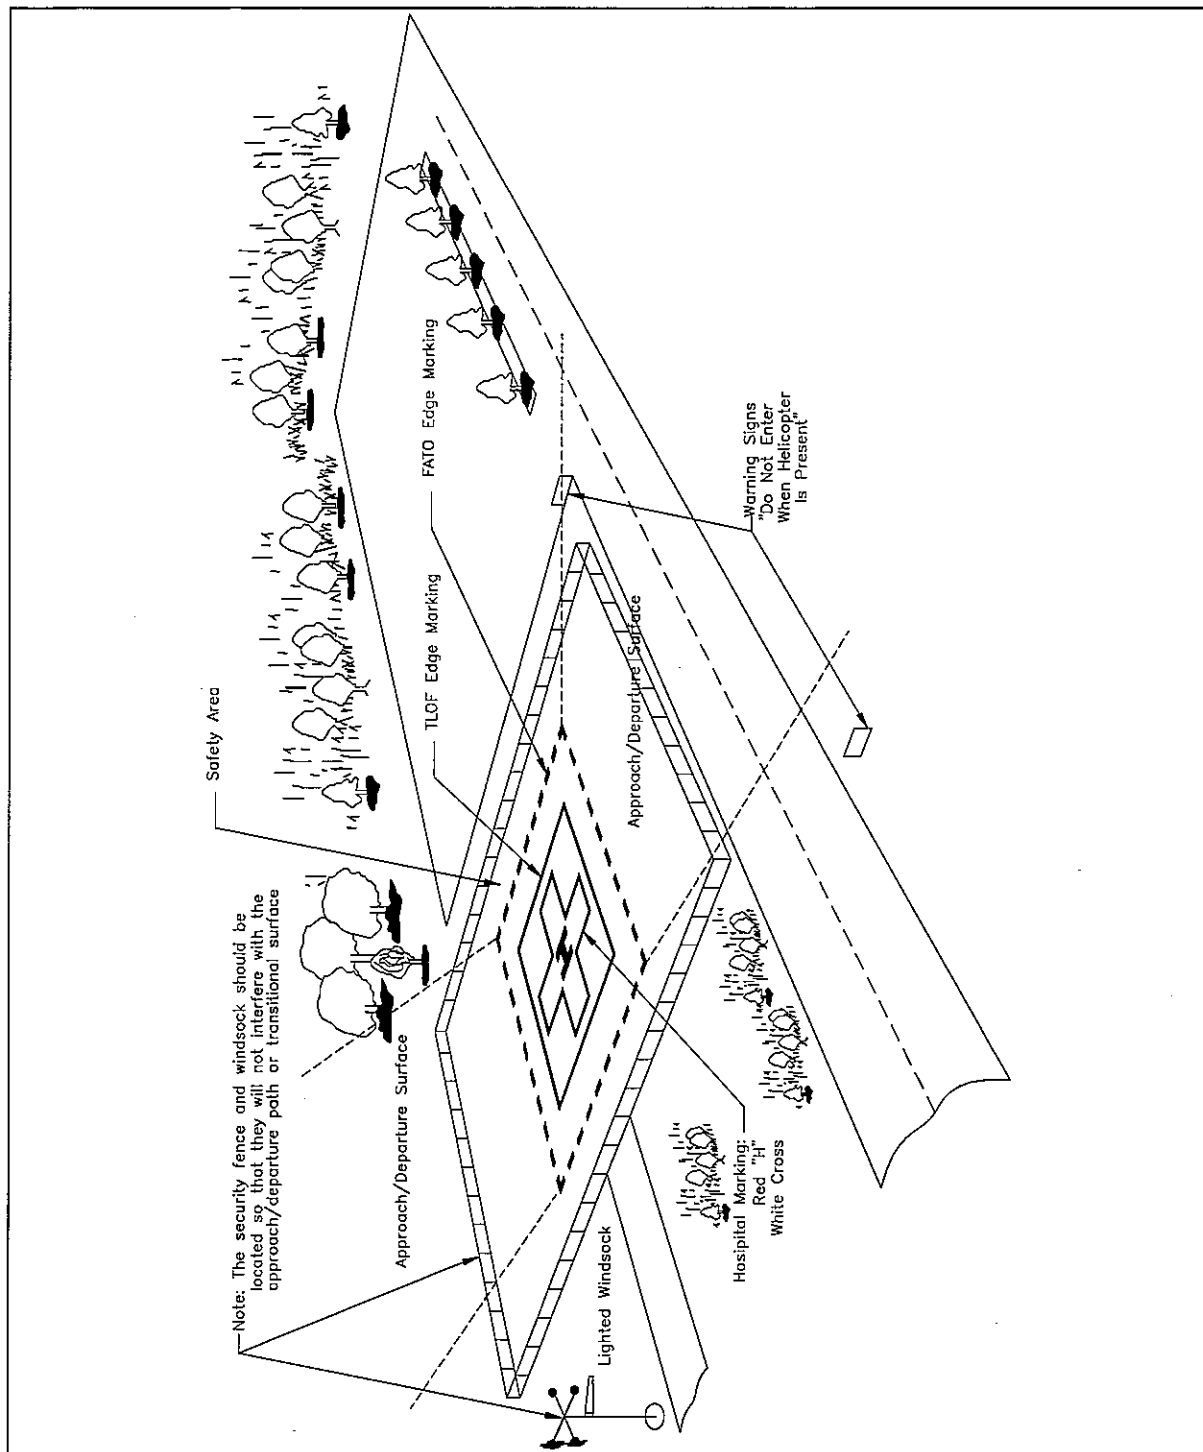 Note: The security fence and windsock should be
located so that they will not interfere with the
approach/departure path or transitional surface
Safety Area
TLOF Edge Marking
FATO Edge Marking
Approach/Departure Surface
Approach/Departure Surface
Lighted Windsock
Hosipital Marking:
Red "H"
White Cross
Warning Signs
"Do Not Enter
When Helicopter
Is Present"
H